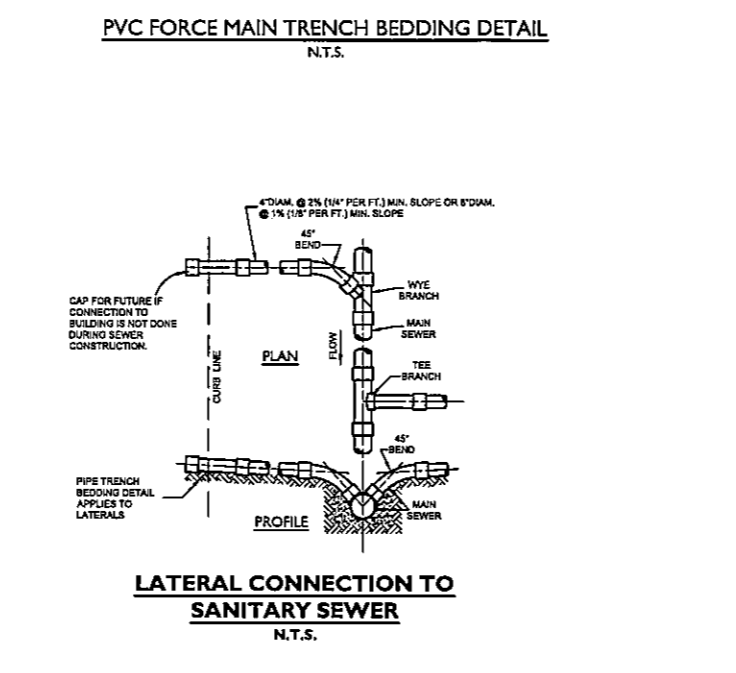 PVC FORCE MAIN TRENCH BEDDING DETAIL
N.T.S.
4"DIAM. @ 2% (1/4" PER FT.) MIN. SLOPE OR 6"DIAM.
@ 1% (1/8" PER FT.) MIN. SLOPE
45°
BEND
WYE
BRANCH
CAP FOR FUTURE IF
CONNECTION TO
BUILDING IS NOT DONE
DURING SEWER
CONSTRUCTION.
MAIN
SEWER
FLOW
PLAN
CURB LINE
TEE
BRANCH
45°
BEND
PIPE TRENCH
BEDDING DETAIL
APPLIES TO
LATERALS
MAIN
SEWER
PROFILE
LATERAL CONNECTION TO
SANITARY SEWER
N.T.S.